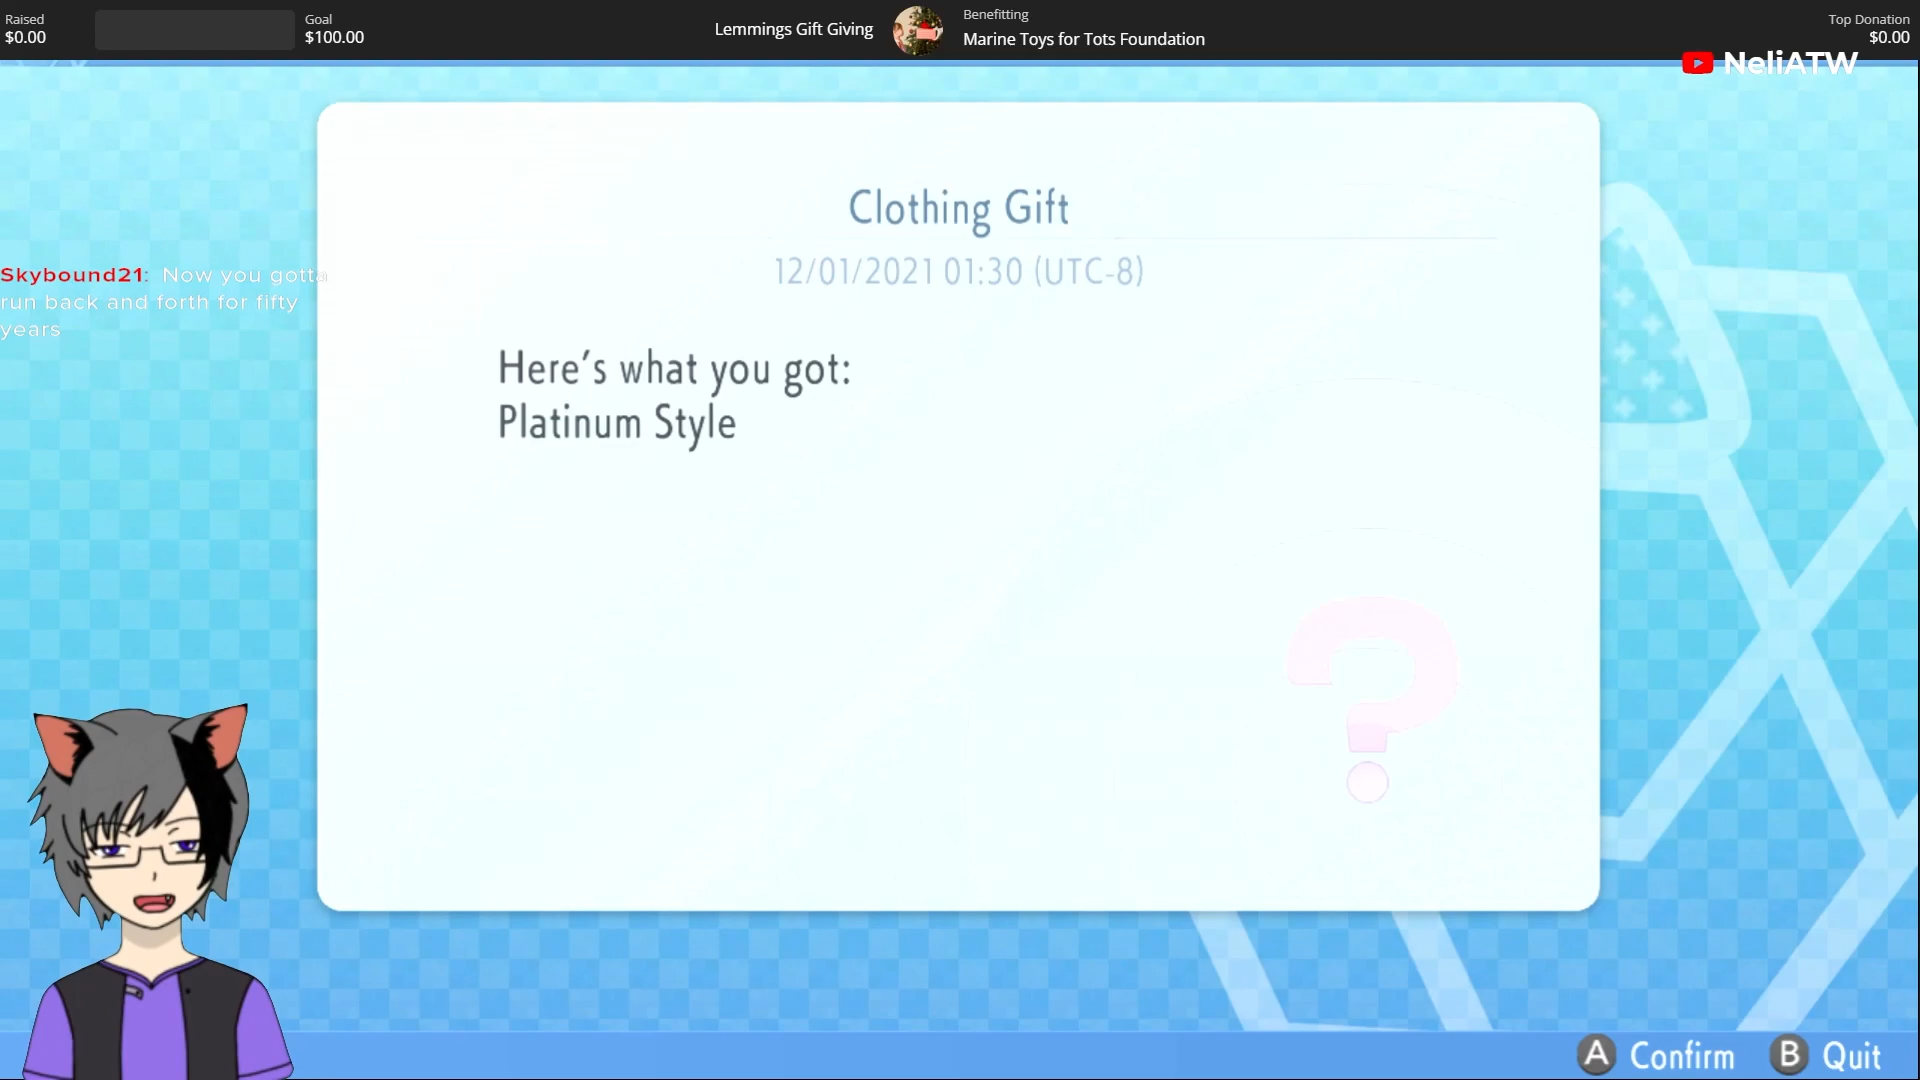 Raised
$0.00
Goal
$100.00
Lemmings Gift Giving
Benefitting
Marine Toys for Tots Foundation
Top Donation
$0.00
NeliATW
Clothing Gift
12/01/2021 01:30 (UTC-8)
Skybound21: Now you gotta
run back and forth for fifty
years
Here's what you got:
Platinum Style
?
A Confirm B Quit